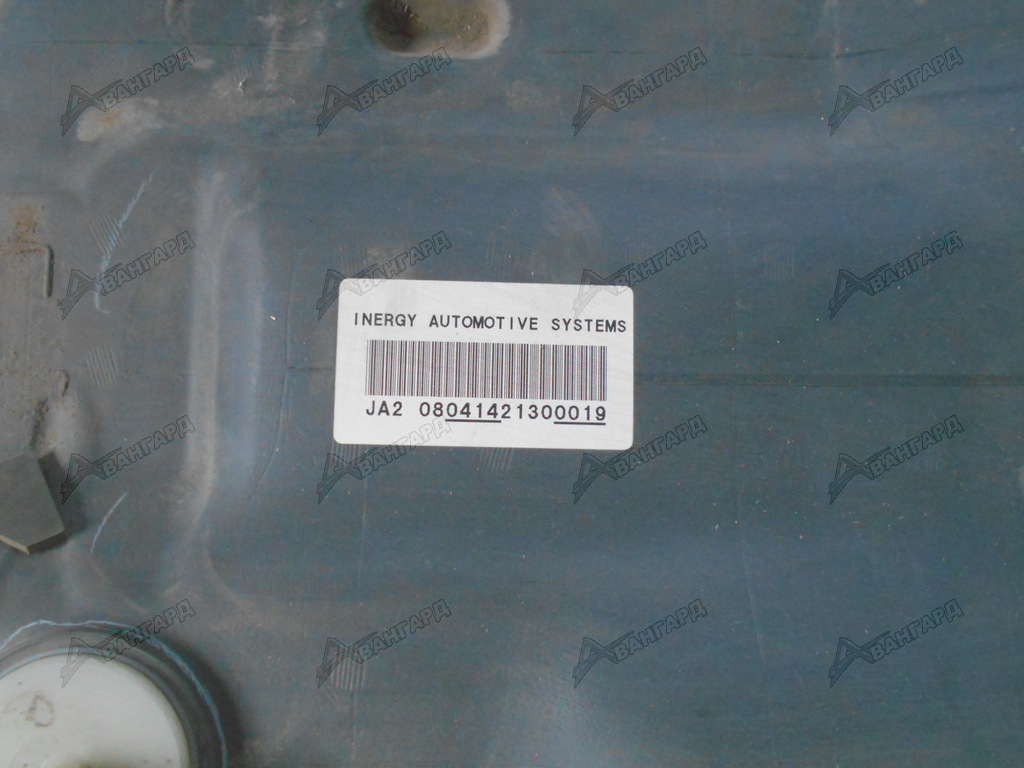 INERGY AUTOMOTIVE SYSTEMS
JA2 08041421300019
АВАНГАРД